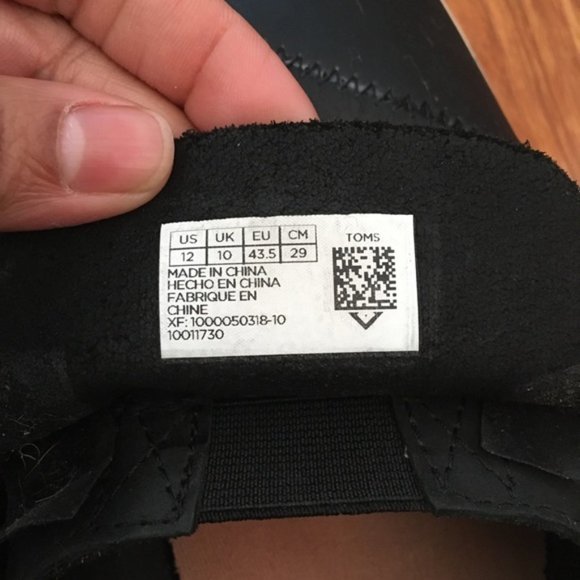 US UK EU CM
12 10 43.5 29
TOMS
MADE IN CHINA
HECHO EN CHINA
FABRIQUE EN
CHINE
XF: 1000050318-10
10011730